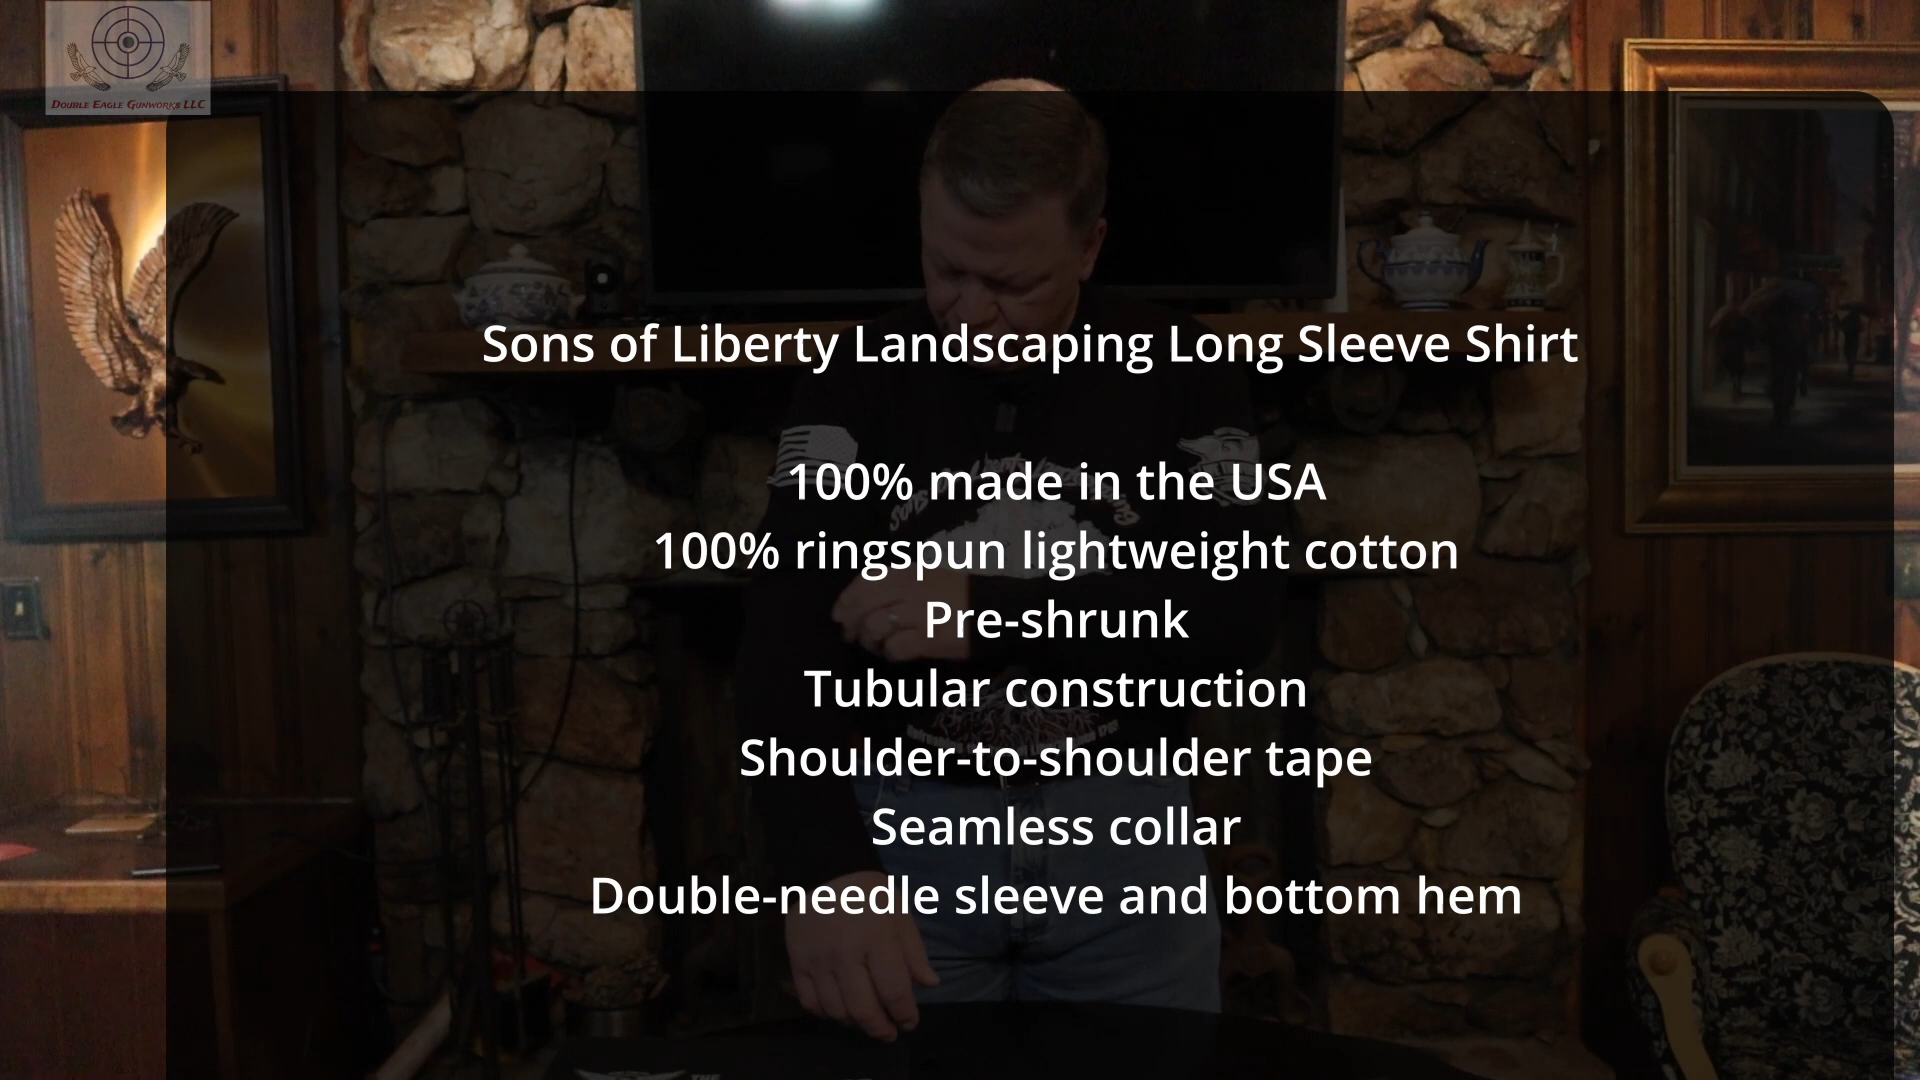 DOUBLE EAGLE GUNWORKS LLC
Sons of Liberty Landscaping Long Sleeve Shirt
100% made in the USA
100% ringspun lightweight cotton
Pre-shrunk
Tubular construction
Shoulder-to-shoulder tape
Seamless collar
Double-needle sleeve and bottom hem
THE